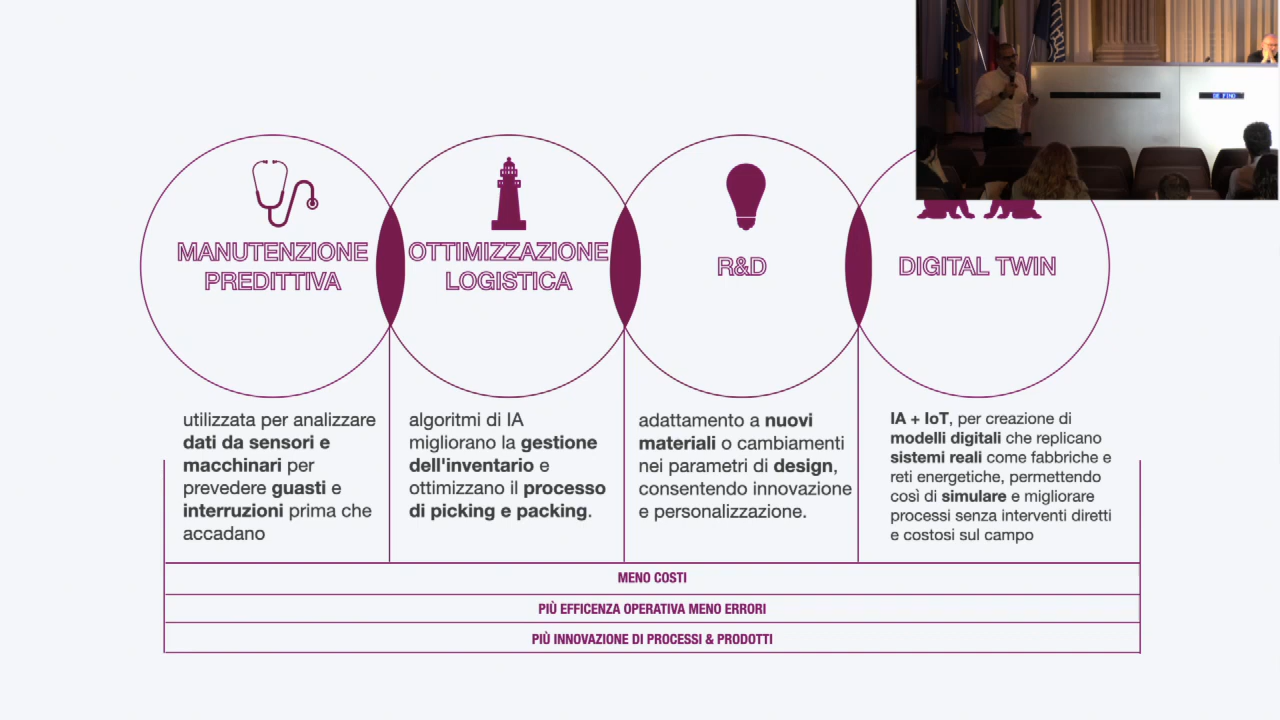 MANUTENZIONE
PREDITTIVA
utilizzata per analizzare
dati da sensori e
macchinari per
prevedere guasti e
interruzioni prima che
accadano
OTTIMIZZAZIONE
LOGISTICA
algoritmi di IA
migliorano la gestione
dell'inventario e
ottimizzano il processo
di picking e packing.
R&D
adattamento a nuovi
materiali o cambiamenti
nei parametri di design,
consentendo innovazione
e personalizzazione.
DIGITAL TWIN
IA + IoT, per creazione di
modelli digitali che replicano
sistemi reali come fabbriche e
reti energetiche, permettendo
così di simulare e migliorare
processi senza interventi diretti
e costosi sul campo
MENO COSTI
PIÙ EFFICENZA OPERATIVA MENO ERRORI
PIÙ INNOVAZIONE DI PROCESSI & PRODOTTI